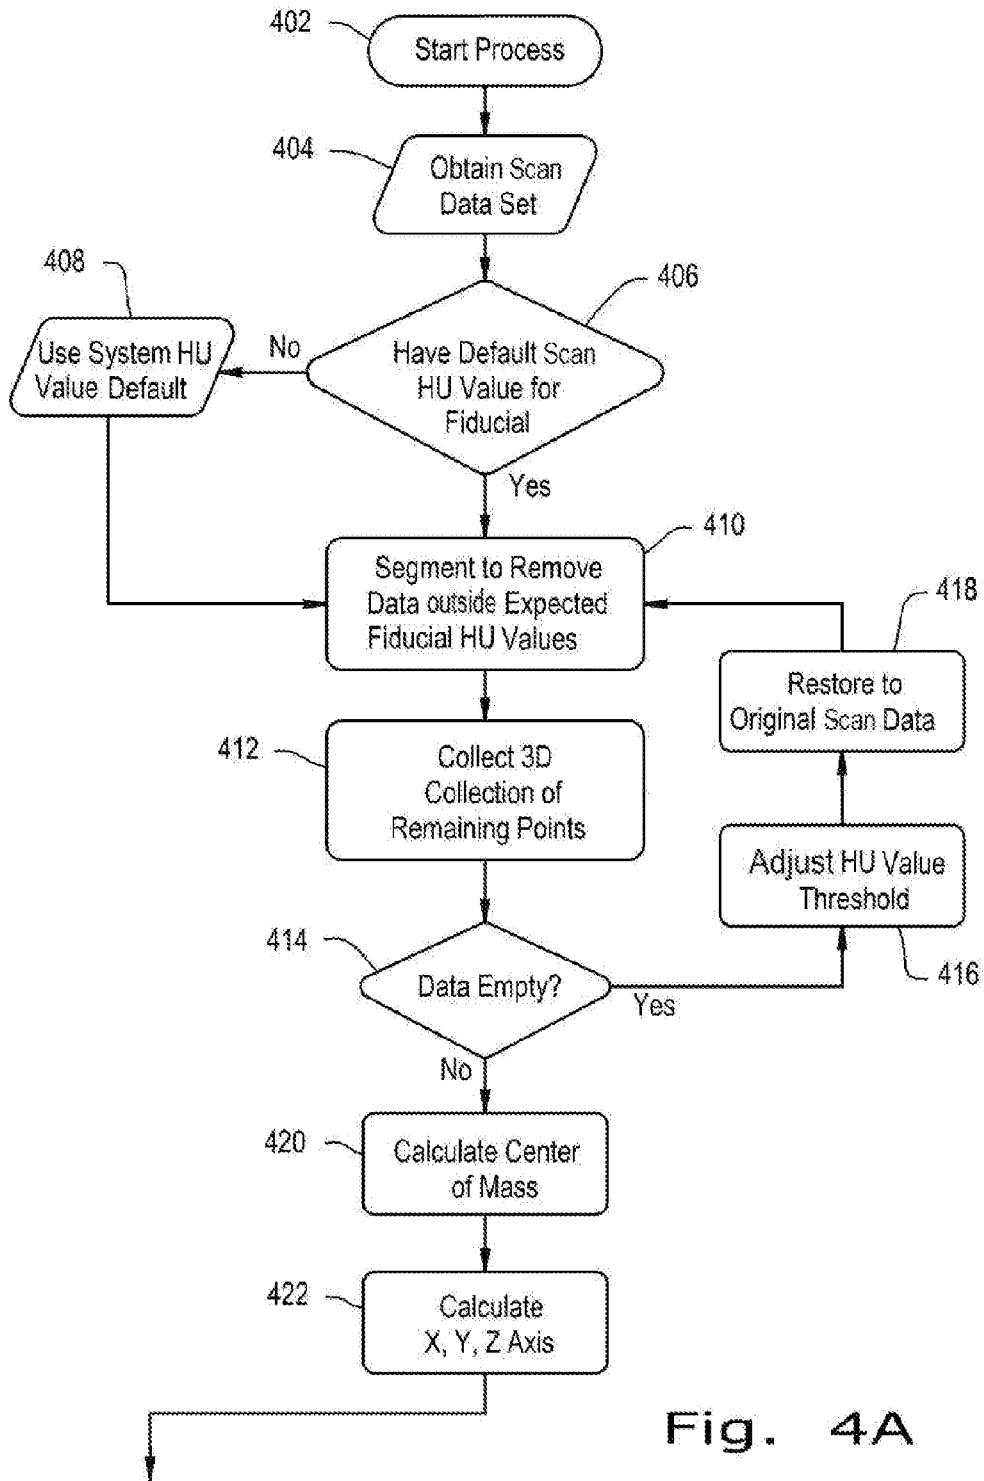 402
Start Process
404
Obtain Scan
Data Set
408
Use System HU
Value Default
No
406
Have Default Scan
HU Value for
Fiducial
Yes
410
Segment to Remove
Data outside Expected
Fiducial HU Values
418
Restore to
Original Scan Data
412
Collect 3D
Collection of
Remaining Points
Adjust HU Value
Threshold
416
414
Data Empty?
Yes
No
420
Calculate Center
of Mass
422
Calculate
X, Y, Z Axis
Fig. 4A